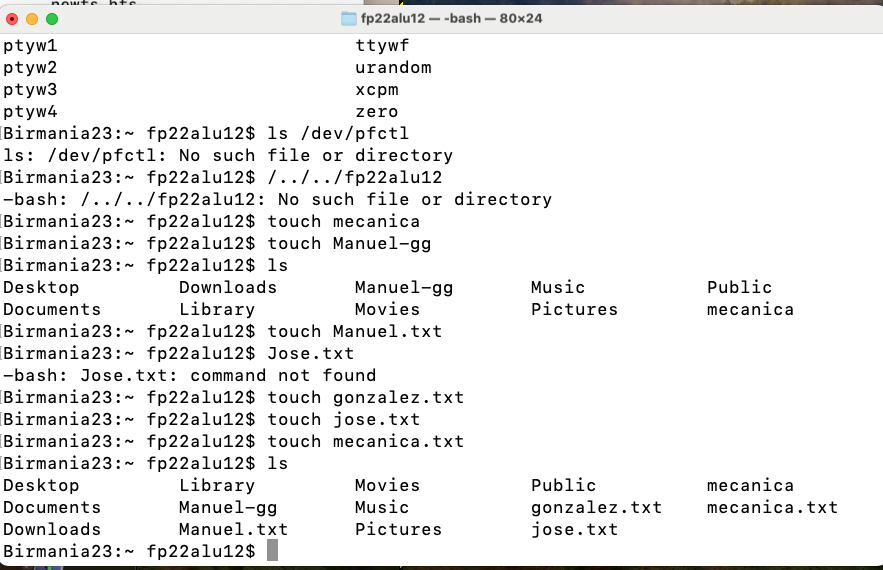 fp22alu12 — -bash — 80×24
ptyw1 ttywf
ptyw2 urandom
ptyw3 xcpm
ptyw4 zero
[Birmania23:~ fp22alu12$ ls /dev/pfctl
ls: /dev/pfctl: No such file or directory
[Birmania23:~ fp22alu12$ /../../fp22alu12
-bash: /../../fp22alu12: No such file or directory
[Birmania23:~ fp22alu12$ touch mecanica
[Birmania23:~ fp22alu12$ touch Manuel-gg
[Birmania23:~ fp22alu12$ ls
Desktop Downloads Manuel-gg Music Public
Documents Library Movies Pictures mecanica
[Birmania23:~ fp22alu12$ touch Manuel.txt
[Birmania23:~ fp22alu12$ Jose.txt
-bash: Jose.txt: command not found
[Birmania23:~ fp22alu12$ touch gonzalez.txt
[Birmania23:~ fp22alu12$ touch jose.txt
[Birmania23:~ fp22alu12$ touch mecanica.txt
[Birmania23:~ fp22alu12$ ls
Desktop Library Movies Public mecanica
Documents Manuel-gg Music gonzalez.txt mecanica.txt
Downloads Manuel.txt Pictures jose.txt
Birmania23:~ fp22alu12$